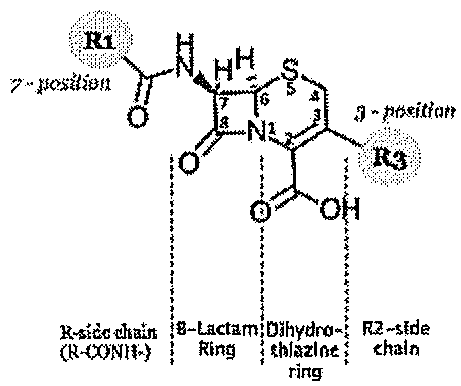 R1
H
N
H
H
S
7-position
O
7
6
5
4
3
3-position
8
N
1
2
R3
O
O
OH
R-side chain
(R-CONH-)
B-Lactam
Ring
Dihydro-
thiazine
ring
R2-side
chain